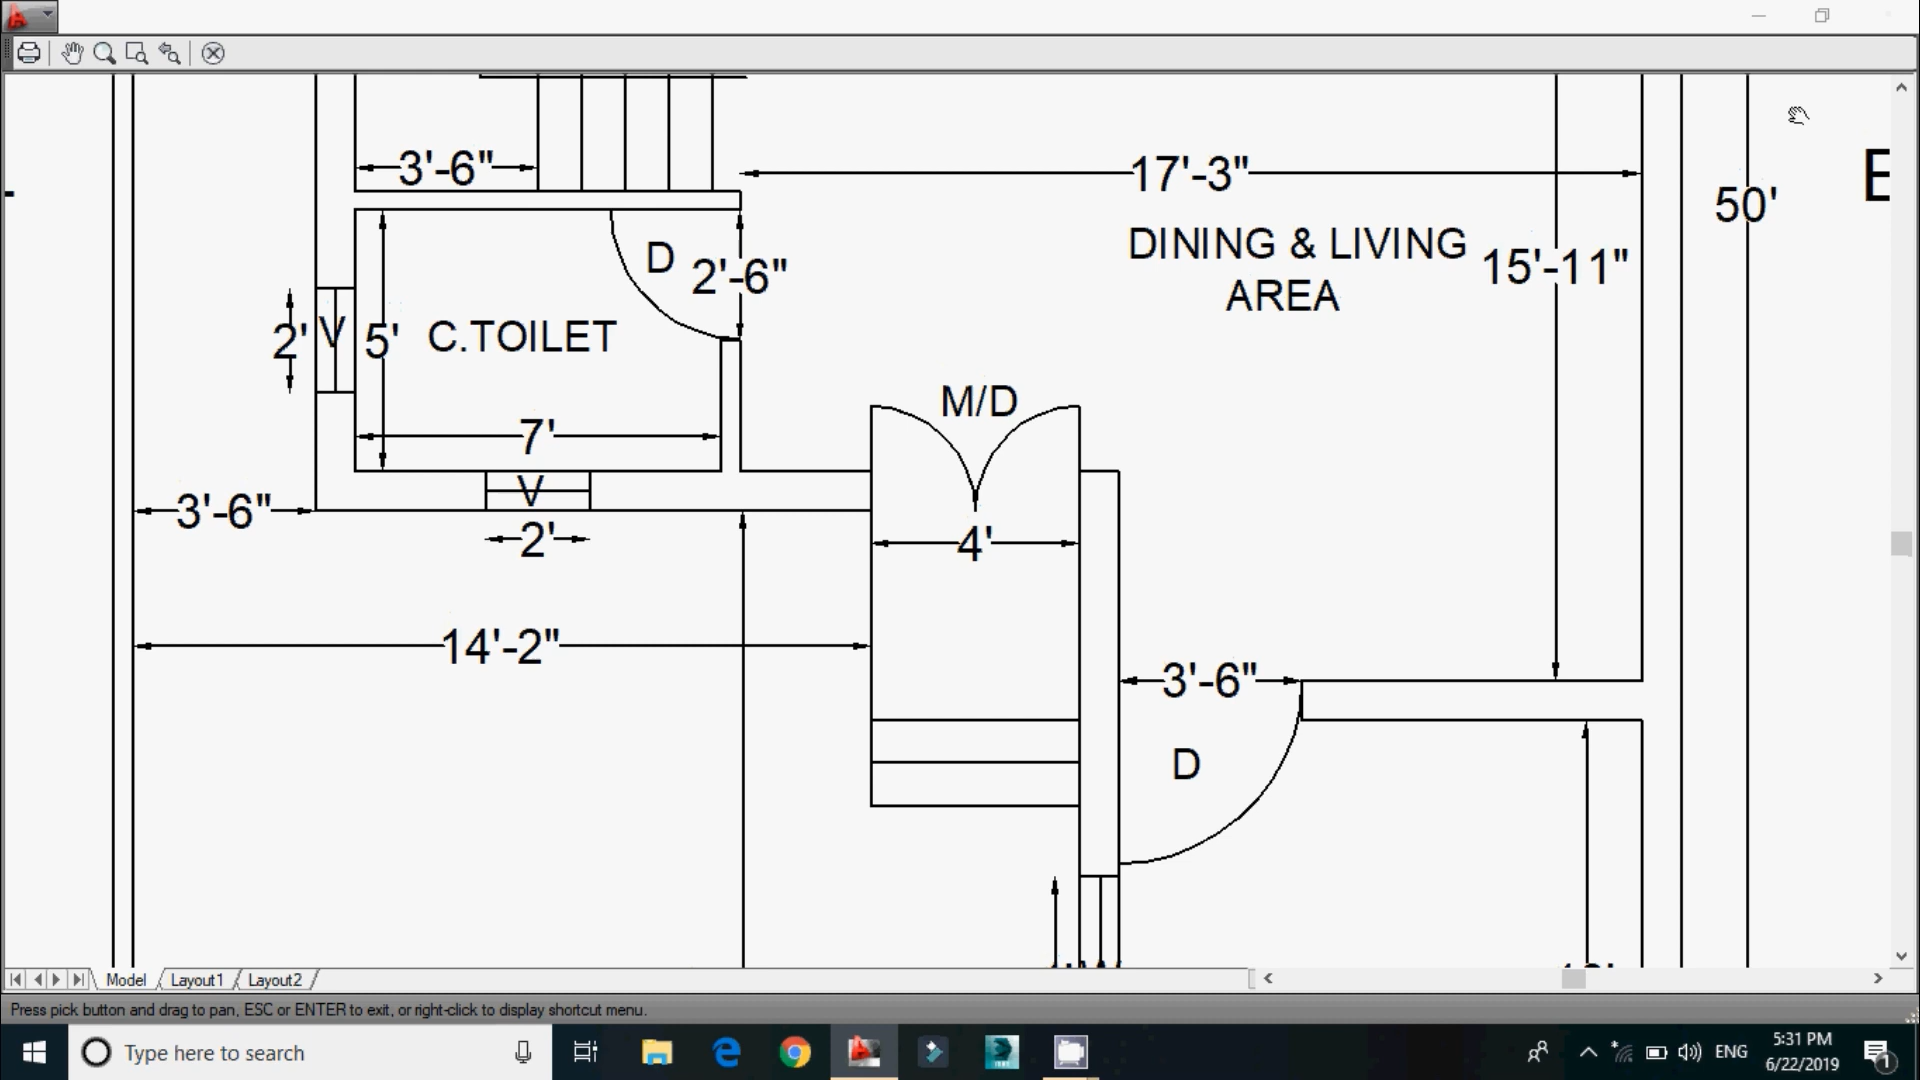 3'-6"
17'-3"
50'
E
DINING & LIVING
AREA
15'-11"
D
2'-6"
2'
V
5'
C.TOILET
M/D
7'
V
3'-6"
2'
4'
14'-2"
3'-6"
D
Model
Layout1
Layout2
Press pick button and drag to pan, ESC or ENTER to exit, or right-click to display shortcut menu.
Type here to search
ENG
5:31 PM
6/22/2019
1